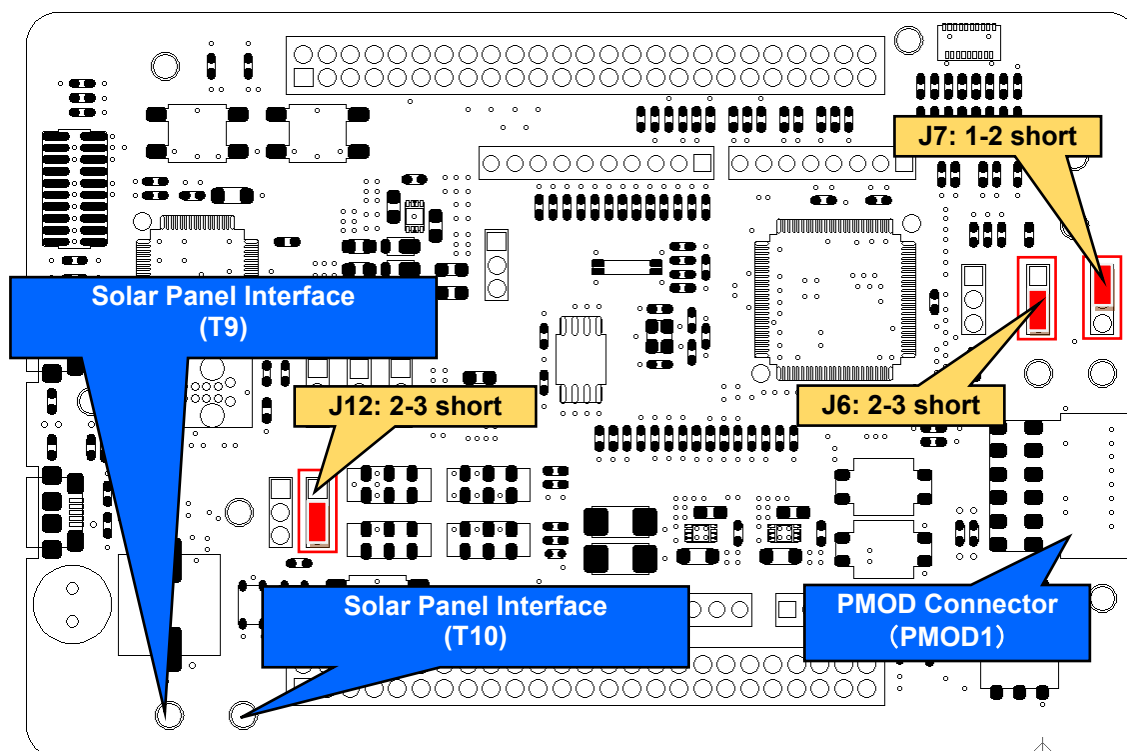 J7: 1-2 short
Solar Panel Interface
(T9)
J12: 2-3 short
J6: 2-3 short
Solar Panel Interface
(T10)
PMOD Connector
（PMOD1）